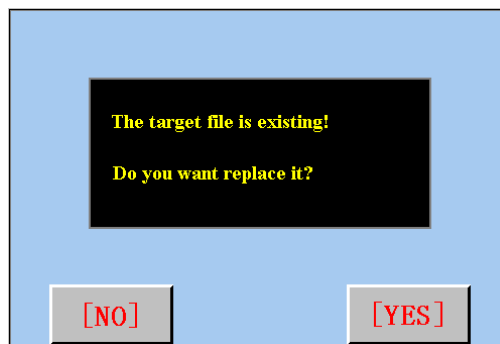 The target file is existing!
Do you want replace it?
[NO] [YES]